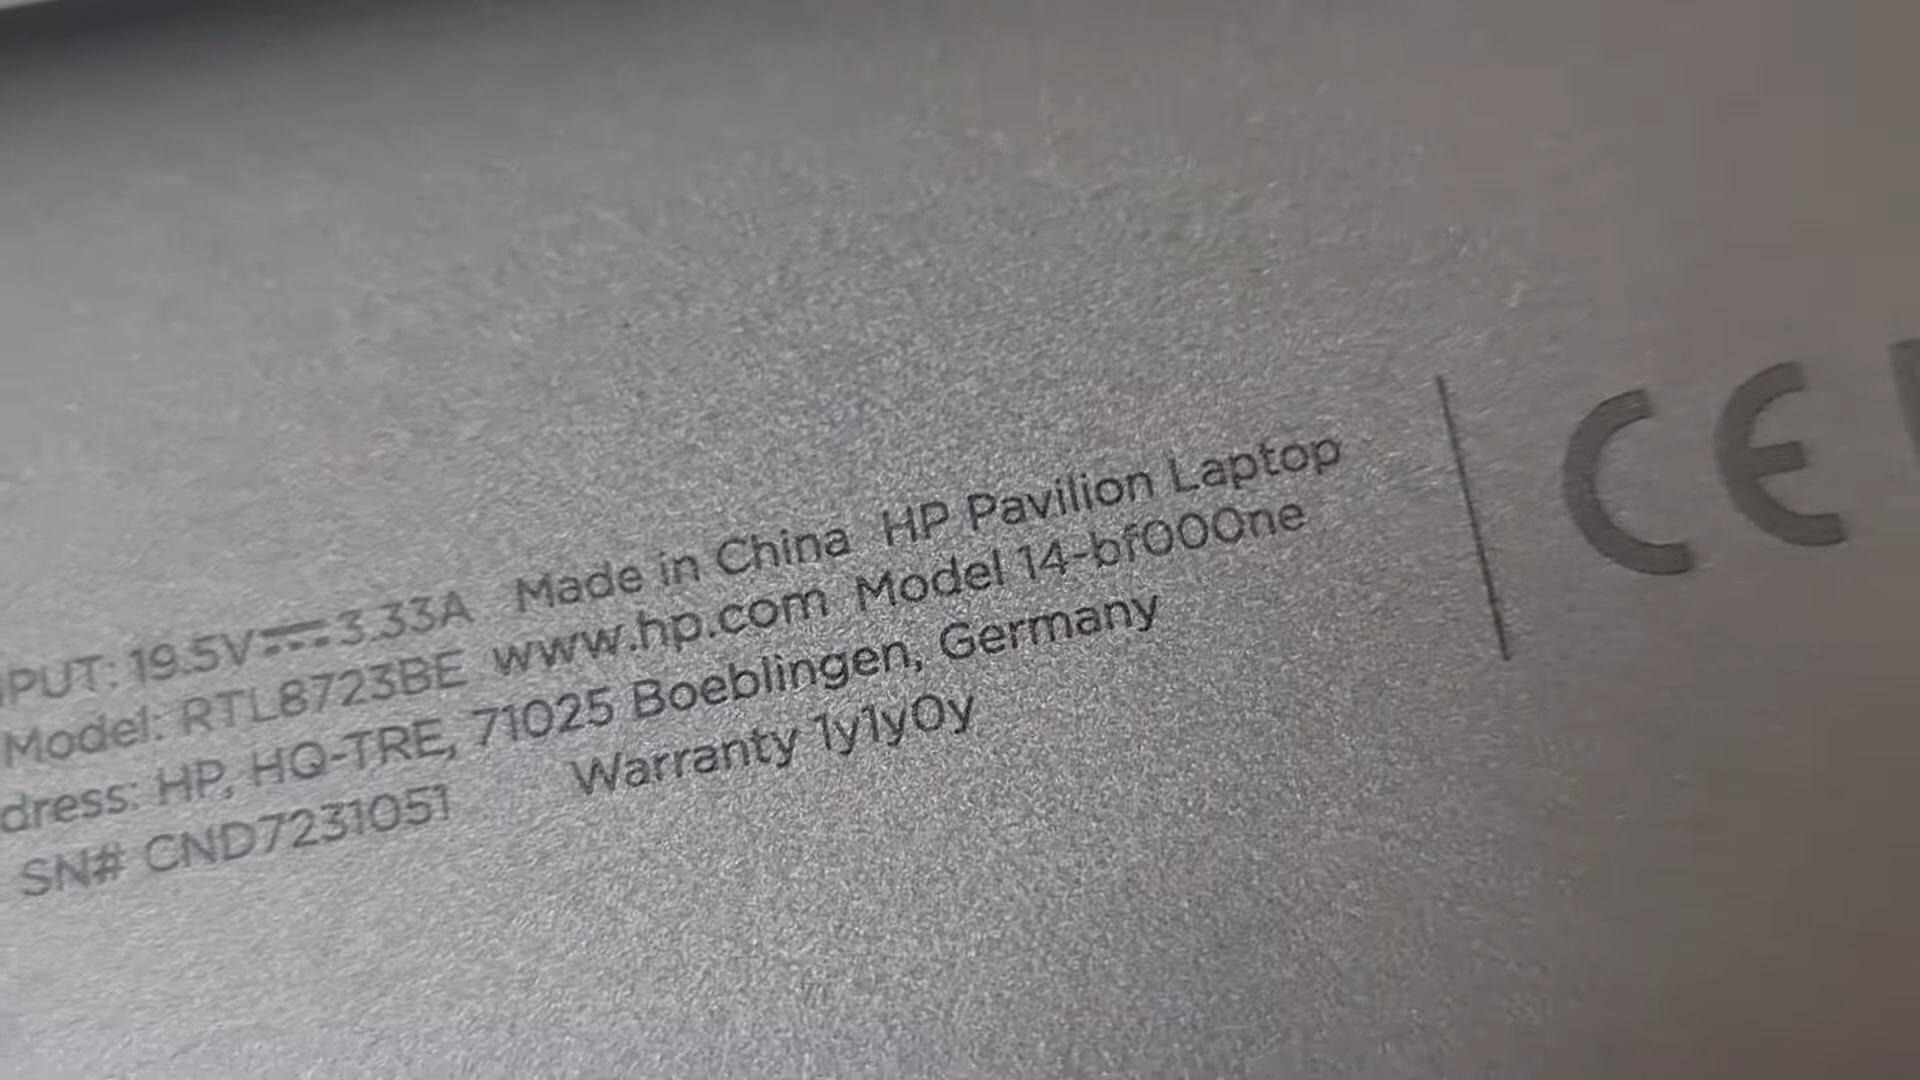 PUT: 19.5V⎓3.33A Made in China HP Pavilion Laptop
Model: RTL8723BE www.hp.com Model 14-bf000ne
dress: HP, HQ-TRE, 71025 Boeblingen, Germany
SN# CND7231051 Warranty 1y1y0y
CE